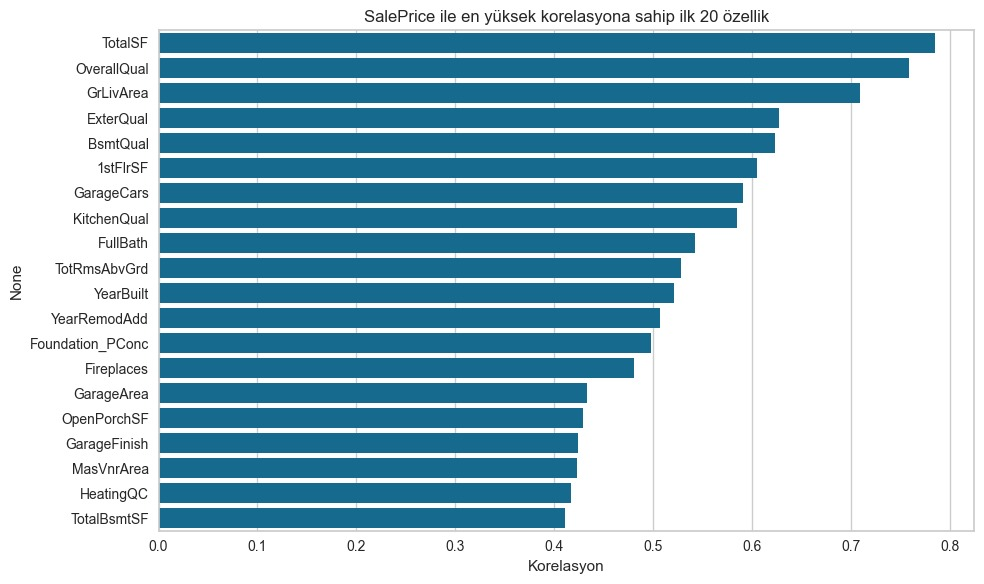 SalePrice ile en yüksek korelasyona sahip ilk 20 özellik
TotalSF
OverallQual
GrLivArea
ExterQual
BsmtQual
1stFlrSF
GarageCars
KitchenQual
FullBath
TotRmsAbvGrd
YearBuilt
YearRemodAdd
Foundation_PConc
Fireplaces
GarageArea
OpenPorchSF
GarageFinish
MasVnrArea
HeatingQC
TotalBsmtSF
None
0.0 0.1 0.2 0.3 0.4 0.5 0.6 0.7 0.8
Korelasyon